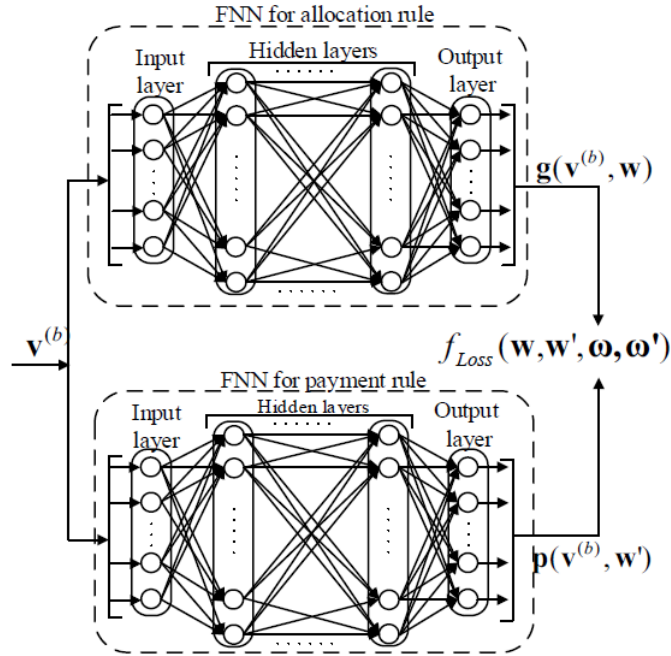 FNN for allocation rule
Input
layer
Hidden layers
Output
layer
g(v^(b), w)
v^(b)
f_Loss(w,w',ω,ω')
FNN for payment rule
Input
layer
Hidden layers
Output
layer
p(v^(b), w')